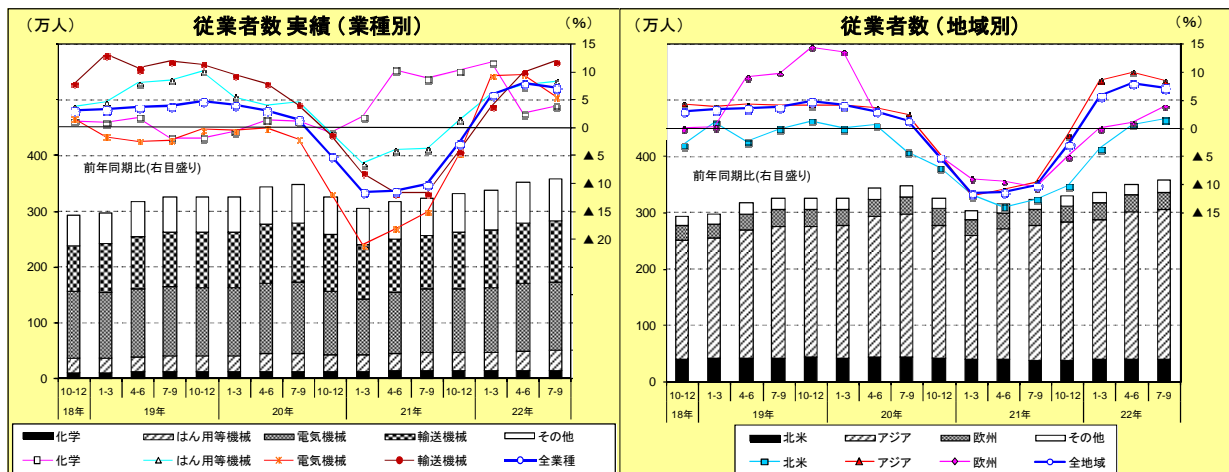 （万人）
従業者数 実績（業種別）
（%）
15
10
5
0
▲ 5
▲ 10
▲ 15
▲ 20
400
300
200
100
0
前年同期比(右目盛り)
10-12 1-3 4-6 7-9 10-12 1-3 4-6 7-9 10-12 1-3 4-6 7-9 10-12 1-3 4-6 7-9
18年 19年 20年 21年 22年
化学 はん用等機械 電気機械 輸送機械 その他
化学 はん用等機械 電気機械 輸送機械 全業種
（万人）
従業者数（地域別）
（%）
15
10
5
0
▲ 5
▲ 10
▲ 15
400
300
200
100
0
前年同期比(右目盛り)
10-12 1-3 4-6 7-9 10-12 1-3 4-6 7-9 10-12 1-3 4-6 7-9 10-12 1-3 4-6 7-9
18年 19年 20年 21年 22年
北米 アジア 欧州 その他
北米 アジア 欧州 全地域